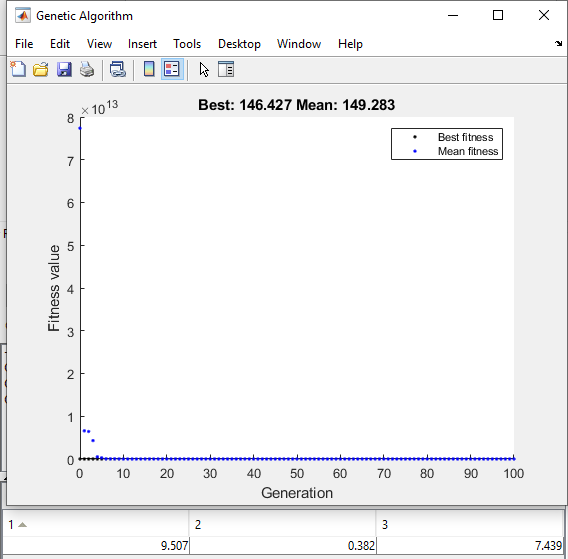 Genetic Algorithm
File Edit View Insert Tools Desktop Window Help
×10^13
Best: 146.427 Mean: 149.283
8
7
6
5
4
3
2
1
0
Fitness value
Best fitness
Mean fitness
0 10 20 30 40 50 60 70 80 90 100
Generation
1 2 3
9.507 0.382 7.439